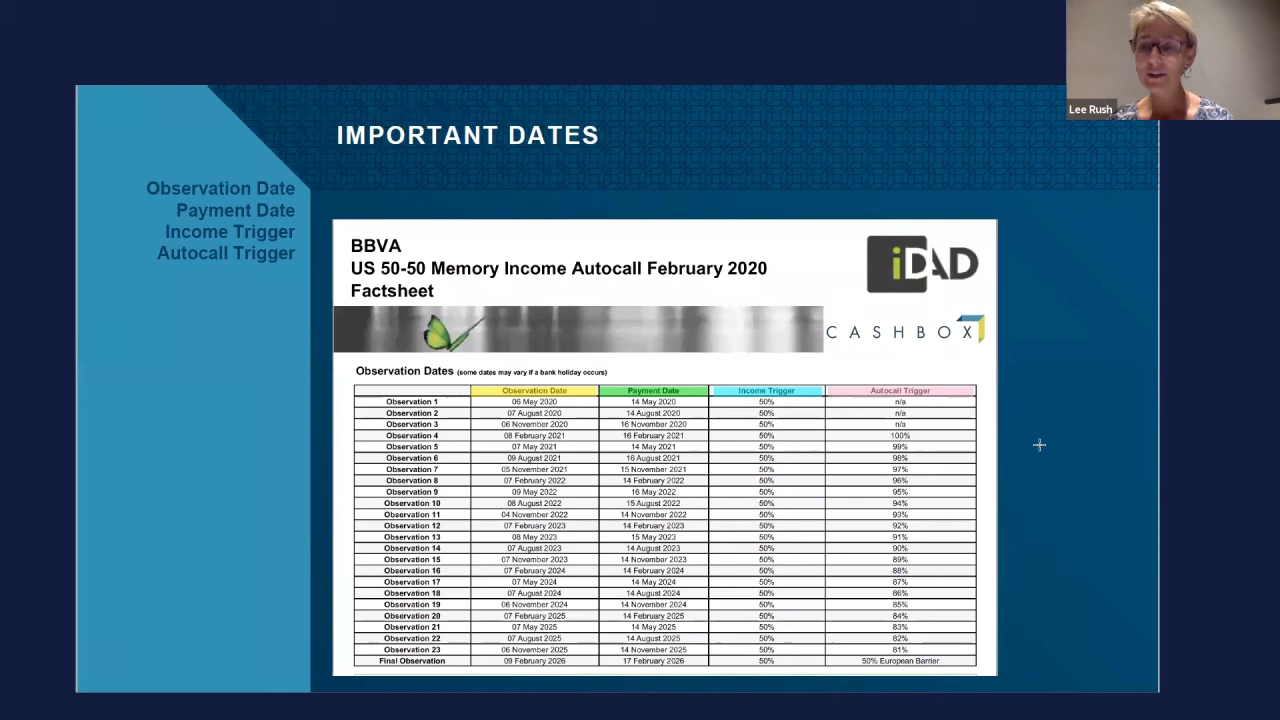 Lee Rush
IMPORTANT DATES
Observation Date
Payment Date
Income Trigger
Autocall Trigger
BBVA
US 50-50 Memory Income Autocall February 2020
Factsheet
iDAD
CASHBOX
Observation Dates (some dates may vary if a bank holiday occurs)
Observation Date Payment Date Income Trigger Autocall Trigger
Observation 1 06 May 2020 14 May 2020 50% n/a
Observation 2 07 August 2020 14 August 2020 50% n/a
Observation 3 06 November 2020 16 November 2020 50% n/a
Observation 4 08 February 2021 16 February 2021 50% 100%
Observation 5 07 May 2021 14 May 2021 50% 99%
Observation 6 09 August 2021 16 August 2021 50% 98%
Observation 7 05 November 2021 15 November 2021 50% 97%
Observation 8 07 February 2022 14 February 2022 50% 96%
Observation 9 09 May 2022 16 May 2022 50% 95%
Observation 10 08 August 2022 15 August 2022 50% 94%
Observation 11 04 November 2022 14 November 2022 50% 93%
Observation 12 07 February 2023 14 February 2023 50% 92%
Observation 13 08 May 2023 15 May 2023 50% 91%
Observation 14 07 August 2023 14 August 2023 50% 90%
Observation 15 07 November 2023 14 November 2023 50% 89%
Observation 16 07 February 2024 14 February 2024 50% 88%
Observation 17 07 May 2024 14 May 2024 50% 87%
Observation 18 07 August 2024 14 August 2024 50% 86%
Observation 19 06 November 2024 14 November 2024 50% 85%
Observation 20 07 February 2025 14 February 2025 50% 84%
Observation 21 07 May 2025 14 May 2025 50% 83%
Observation 22 07 August 2025 14 August 2025 50% 82%
Observation 23 06 November 2025 14 November 2025 50% 81%
Final Observation 09 February 2026 17 February 2026 50% 50% European Barrier